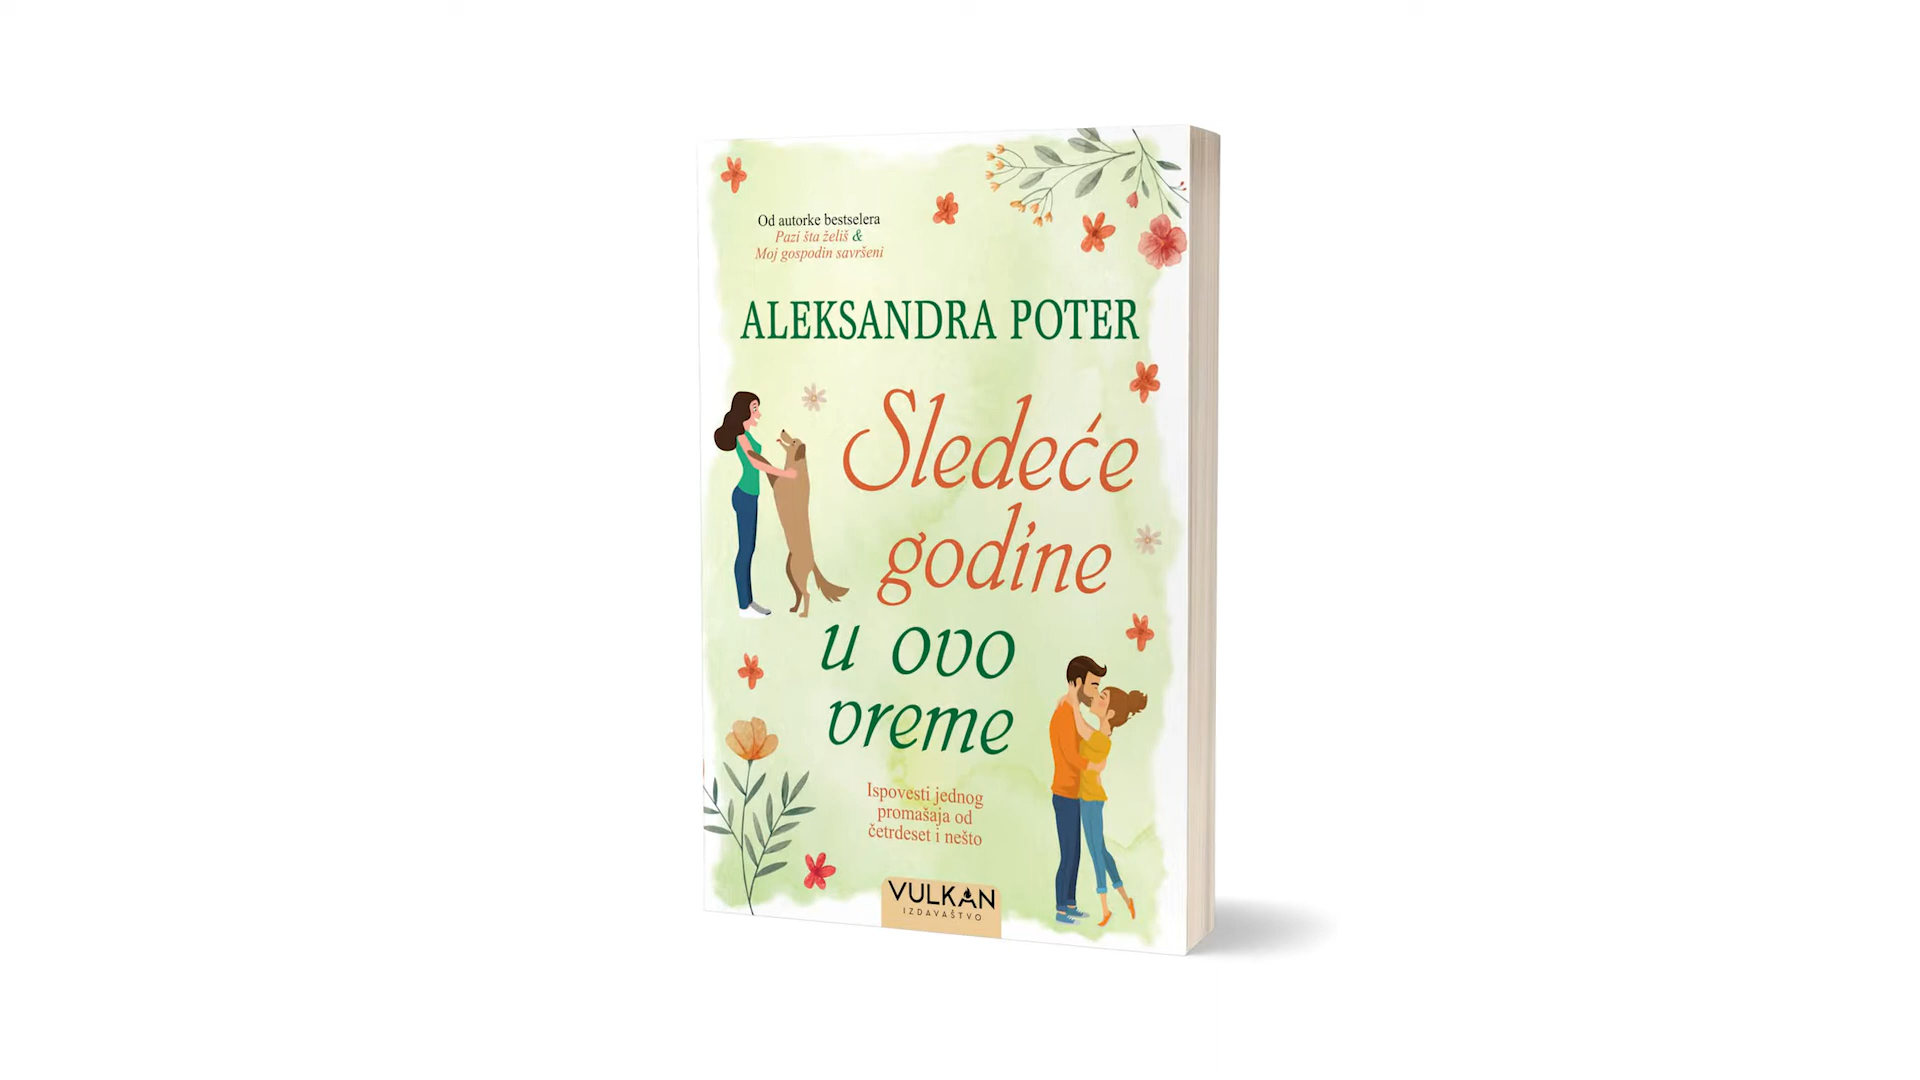 Od autorke bestselera
Pazi šta želiš &
Moj gospodin savršeni
ALEKSANDRA POTER
Sledeće
godine
u ovo
vreme
Ispovesti jednog
promašaja od
četrdeset i nešto
VULKAN
IZDAVAŠTVO